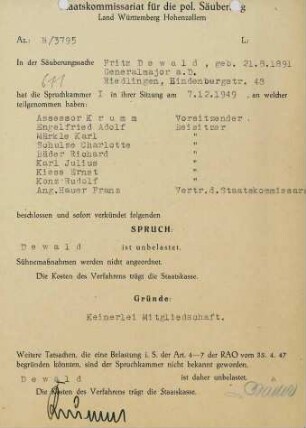 Staatskommissariat für die pol. Säuberung
Land Württemberg Hohenzollern
Az.: N/3795 L:
In der Säuberungssache Fritz Dewald, geb. 21.8.1891
Generalmajor a.D.
Riedlingen, Hindenburgstr. 48
hat die Spruchkammer I in ihrer Sitzung am 7.12.1949 an welcher
teilgenommen haben:
Assessor Krumm Vorsitzender
Engelfried Adolf Beisitzer
Märkle Karl "
Schulse Charlotte "
Bäder Richard "
Karl Julius "
Kiess Ernst "
Konz Rudolf "
Ang. Hauer Franz Vertr.d.Staatskommissars
beschlossen und sofort verkündet folgenden
SPRUCH:
Dewald ist unbelastet.
Sühnemaßnahmen werden nicht angeordnet.
Die Kosten des Verfahrens trägt die Staatskasse.
Gründe:
Keinerlei Mitgliedschaft.
Weitere Tatsachen, die eine Belastung i. S. der Art. 4—7 der RAO vom 25. 4. 47
begründen könnten, sind der Spruchkammer nicht bekannt geworden.
Dewald ist daher unbelastet.
Die Kosten des Verfahrens trägt die Staatskasse.